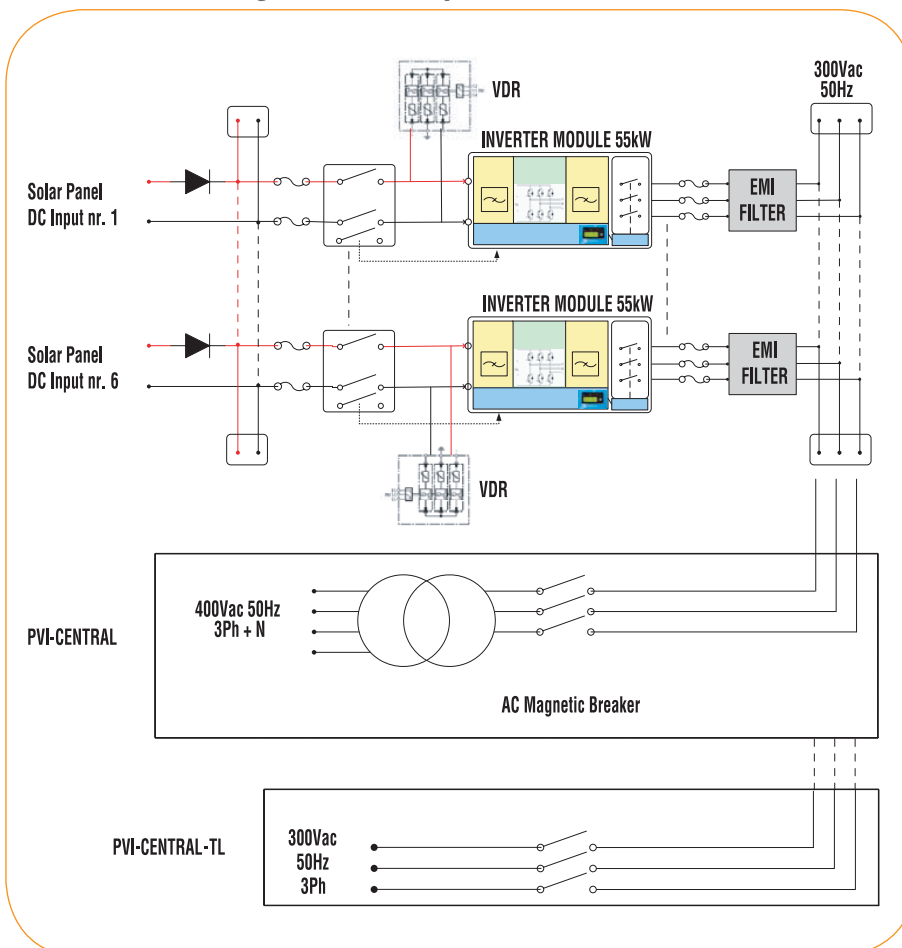 300Vac
50Hz
VDR
INVERTER MODULE 55kW
Solar Panel
DC Input nr. 1
EMI
FILTER
INVERTER MODULE 55kW
Solar Panel
DC Input nr. 6
EMI
FILTER
VDR
400Vac 50Hz
3Ph + N
PVI-CENTRAL
AC Magnetic Breaker
PVI-CENTRAL-TL
300Vac
50Hz
3Ph